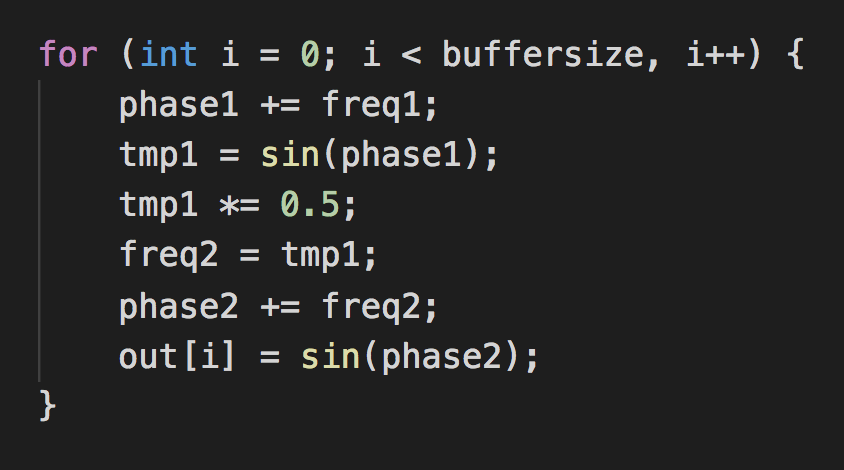 for (int i = 0; i < buffersize, i++) {
    phase1 += freq1;
    tmp1 = sin(phase1);
    tmp1 *= 0.5;
    freq2 = tmp1;
    phase2 += freq2;
    out[i] = sin(phase2);
}